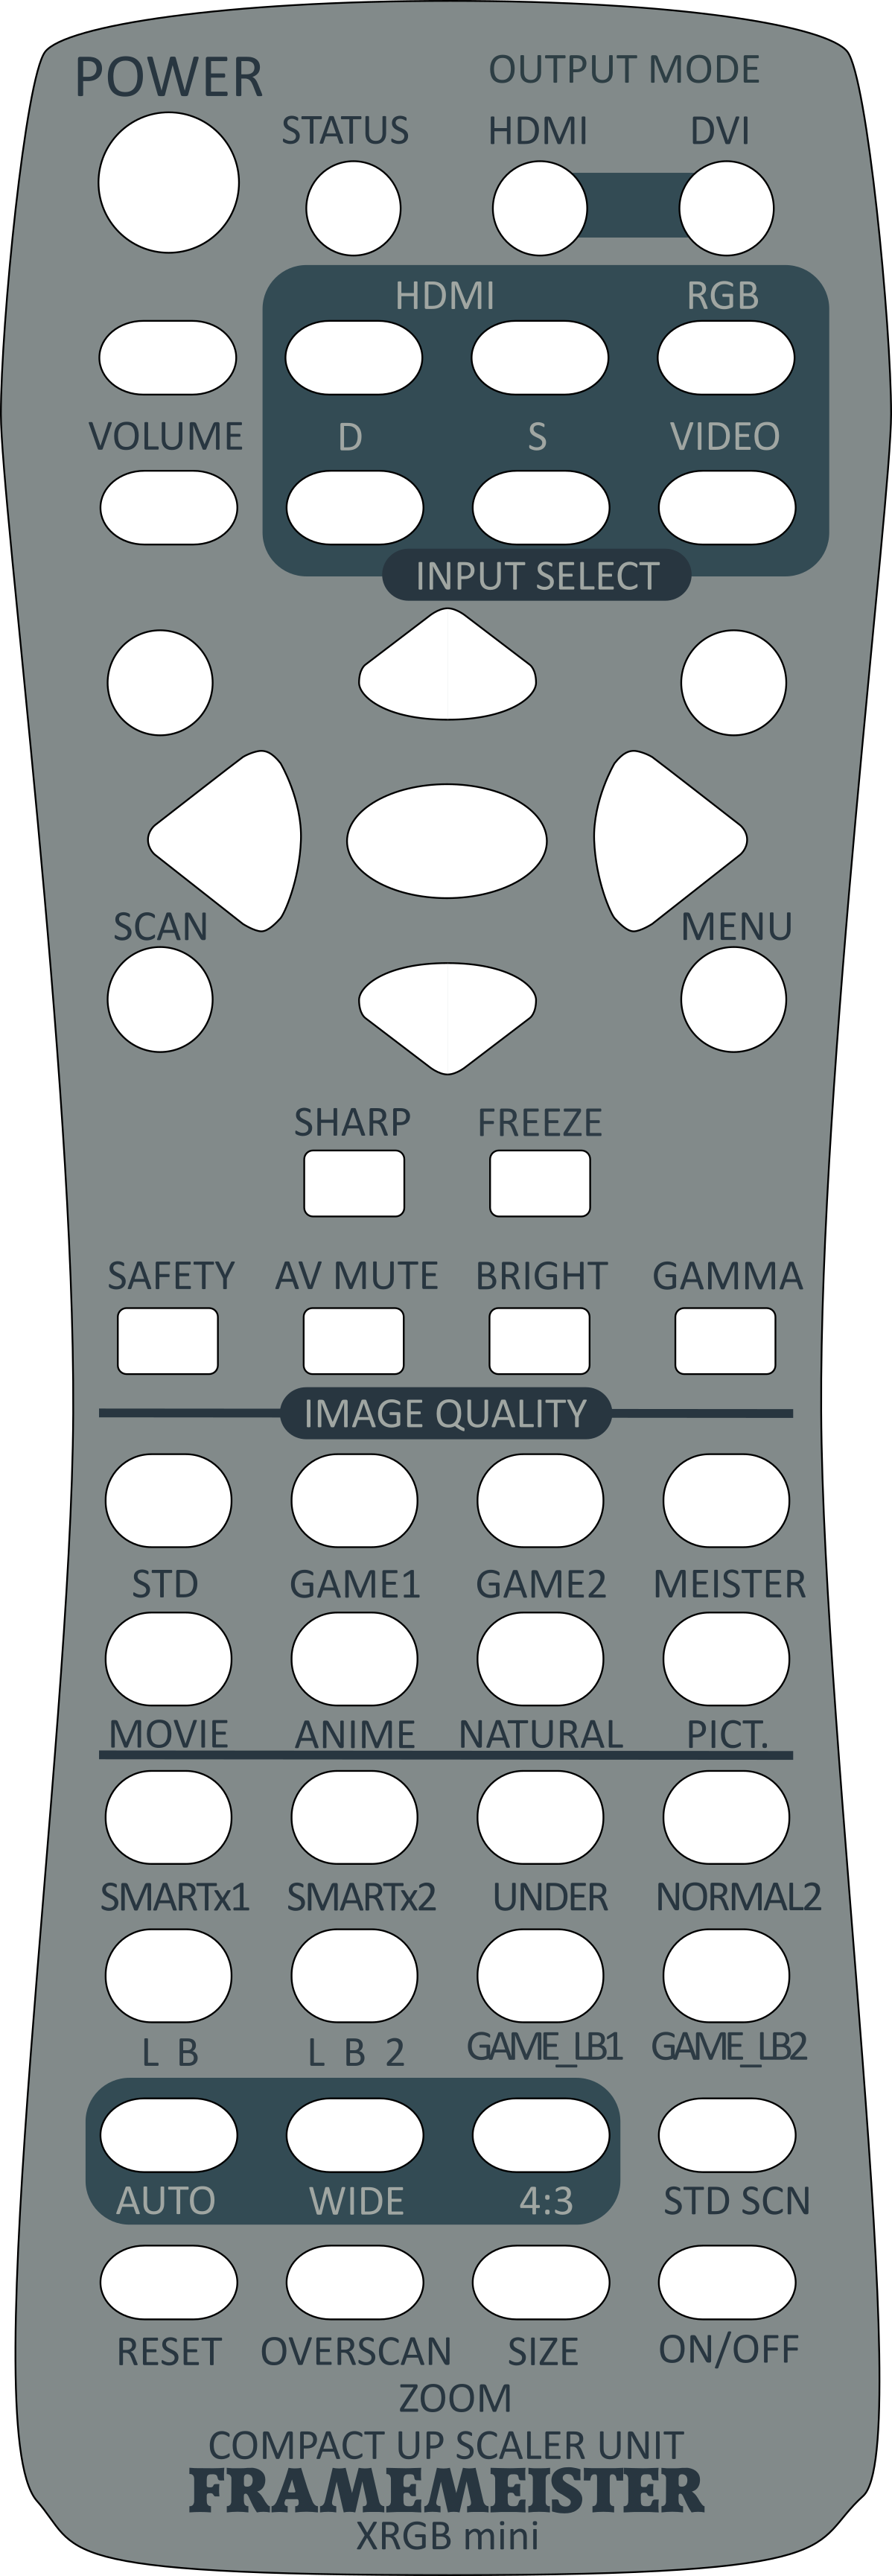 POWER
OUTPUT MODE
STATUS HDMI DVI
HDMI RGB
VOLUME D S VIDEO
INPUT SELECT
SCAN MENU
SHARP FREEZE
SAFETY AV MUTE BRIGHT GAMMA
IMAGE QUALITY
STD GAME1 GAME2 MEISTER
MOVIE ANIME NATURAL PICT.
SMARTx1 SMARTx2 UNDER NORMAL2
L B L B 2 GAME_LB1 GAME_LB2
AUTO WIDE 4:3 STD SCN
RESET OVERSCAN SIZE ON/OFF
ZOOM
COMPACT UP SCALER UNIT
FRAMEMEISTER
XRGB mini